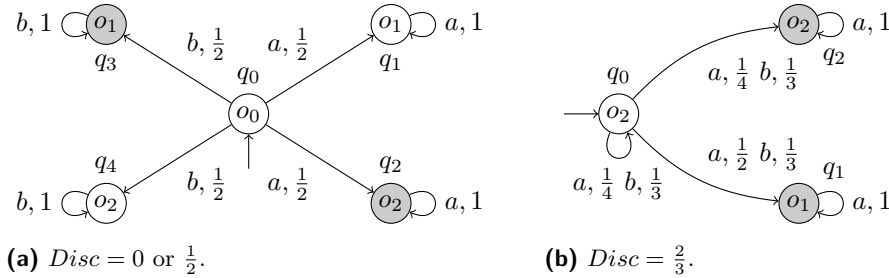 b, 1 o₁ b, ½ a, ½ o₁ a, 1
q₃ q₀ q₁
o₀
q₄ q₂
b, 1 o₂ b, ½ a, ½ o₂ a, 1
(a) Disc = 0 or ½.
o₂ a, 1
q₀ a, ¼ b, ⅓ q₂
o₂
a, ½ b, ⅓ q₁
a, ¼ b, ⅓ o₁ a, 1
(b) Disc = ⅔.